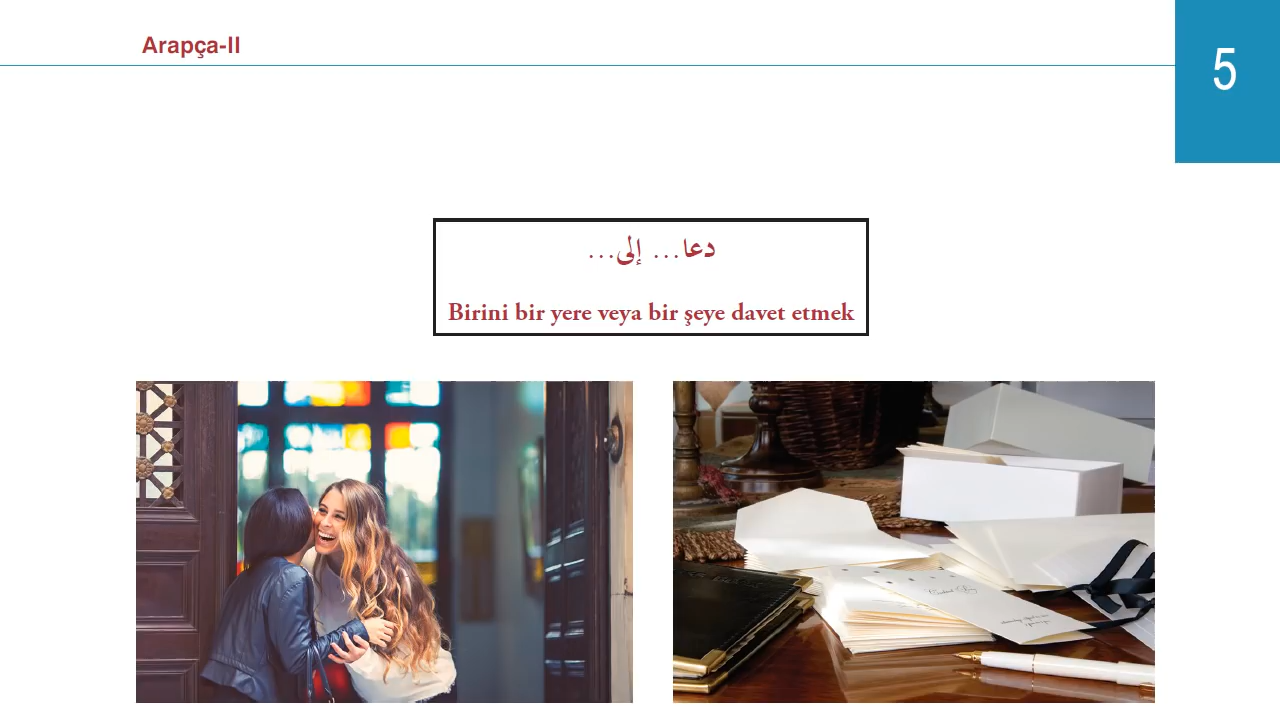 Arapça-II
5
دعا... إلى...
Birini bir yere veya bir şeye davet etmek